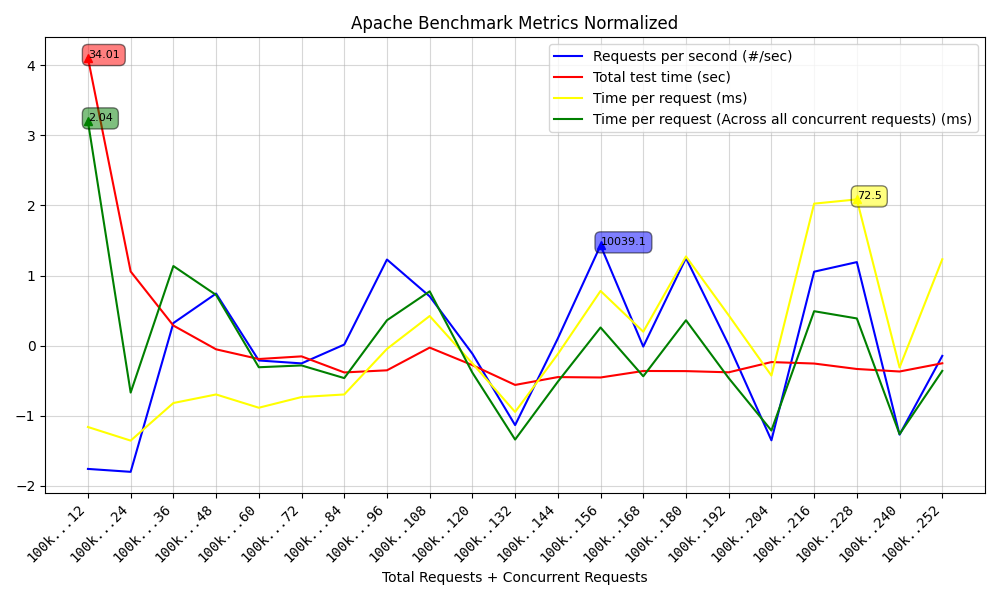 Apache Benchmark Metrics Normalized
34.01
2.04
72.5
10039.1
Requests per second (#/sec)
Total test time (sec)
Time per request (ms)
Time per request (Across all concurrent requests) (ms)
4
3
2
1
0
−1
−2
100k...12
100k...24
100k...36
100k...48
100k...60
100k...72
100k...84
100k...96
100k..108
100k..120
100k..132
100k..144
100k..156
100k..168
100k..180
100k..192
100k..204
100k..216
100k..228
100k..240
100k..252
Total Requests + Concurrent Requests